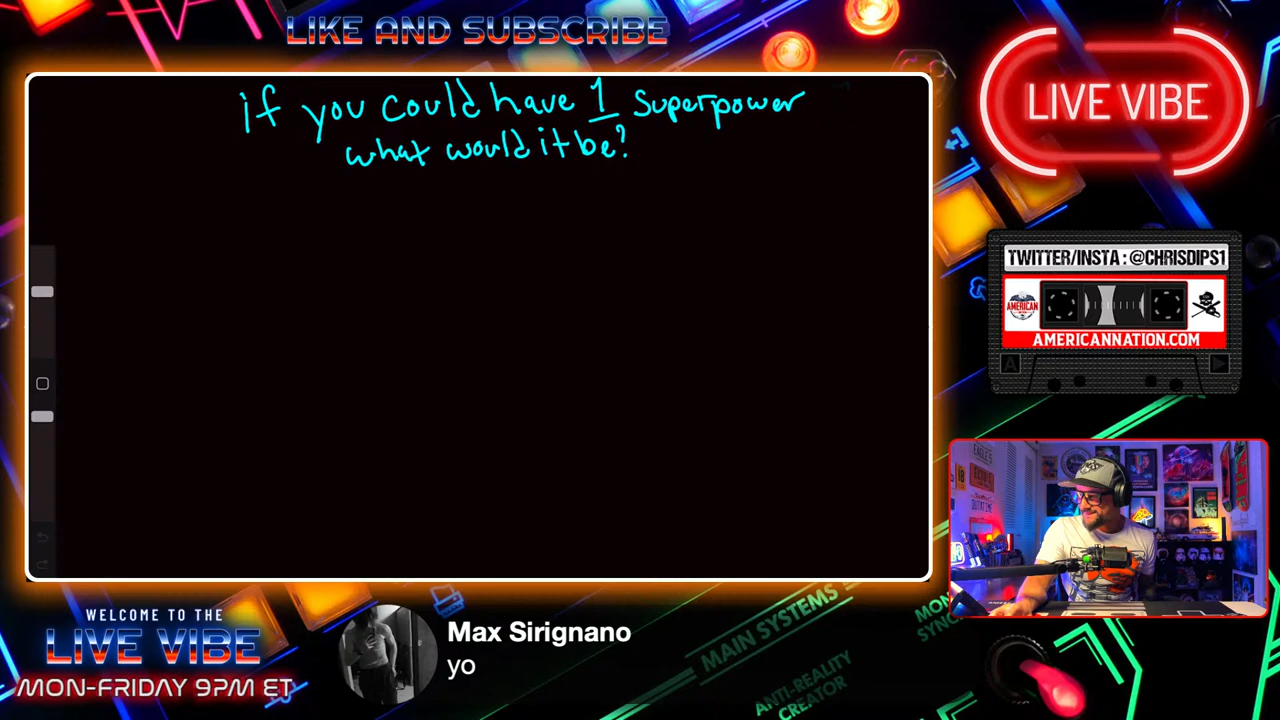 LIKE AND SUBSCRIBE
if you could have 1 superpower
what would it be?
LIVE VIBE
TWITTER/INSTA : @CHRISDIPS1
AMERICAN
AMERICANNATION.COM
A
WELCOME TO THE
LIVE VIBE
MON-FRIDAY 9PM ET
Max Sirignano
yo
MAIN SYSTEMS
ANTI-REALITY
CREATOR